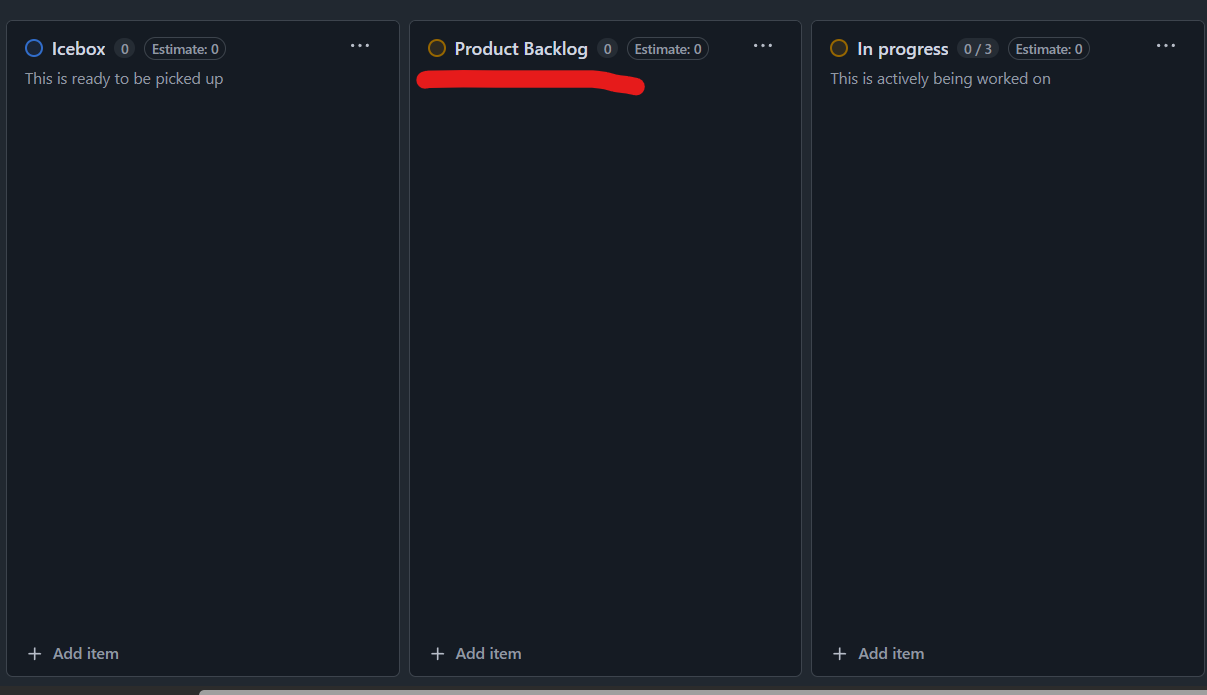 Icebox 0 Estimate: 0
This is ready to be picked up
Add item
Product Backlog 0 Estimate: 0
Add item
In progress 0 / 3 Estimate: 0
This is actively being worked on
Add item